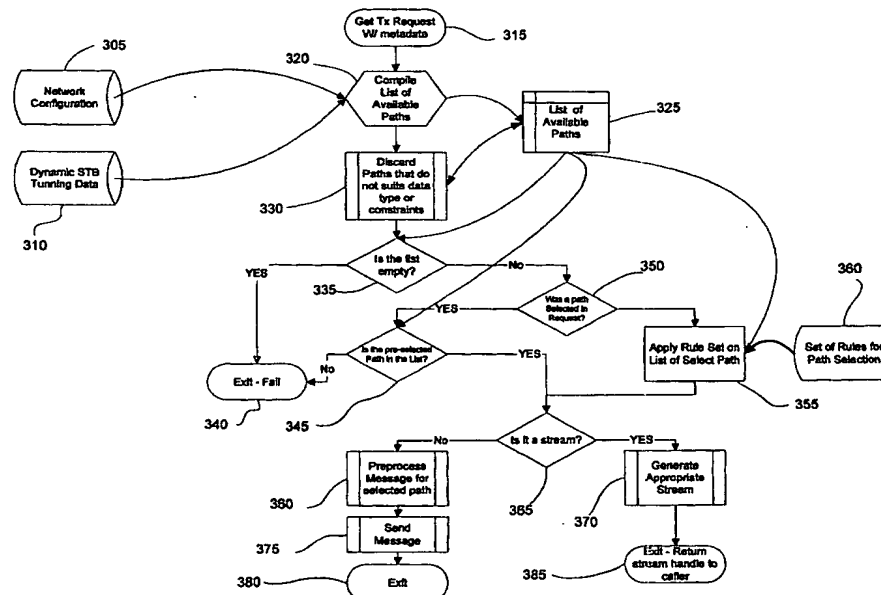 Get Tx Request
W/ metadata
315
305
320
Network
Configuration
Compile
List of
Available
Paths
List of
Available
Paths
325
Dynamic STB
Tunning Data
310
Discard
Paths that do
not suits data
type or
constraints
330
Is the list
empty?
335
YES
No
350
Was a path
Selected in
Request?
360
YES
Is the pre-selected
Path in the List?
No
YES
345
Apply Rule Set on
List of Select Path
Set of Rules for
Path Selection
355
Exit - Fail
340
Is it a stream?
No
YES
365
Preprocess
Message for
selected path
360
Generate
Appropriate
Stream
370
Send
Message
375
Exit
380
Exit - Return
stream handle to
caller
385